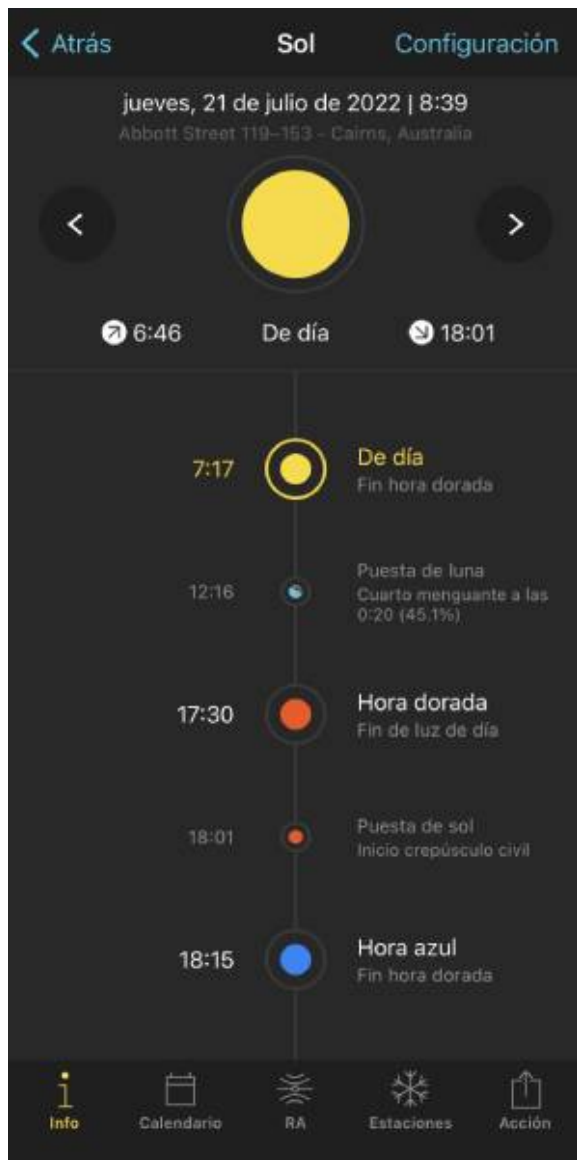 Atrás Sol Configuración
jueves, 21 de julio de 2022 | 8:39
Abbott Street 119–153 - Cairns, Australia
6:46 De día 18:01
7:17 De día
Fin hora dorada
Puesta de luna
12:16 Cuarto menguante a las
0:20 (45.1%)
17:30 Hora dorada
Fin de luz de día
18:01 Puesta de sol
Inicio crepúsculo civil
18:15 Hora azul
Fin hora dorada
Info Calendario RA Estaciones Acción